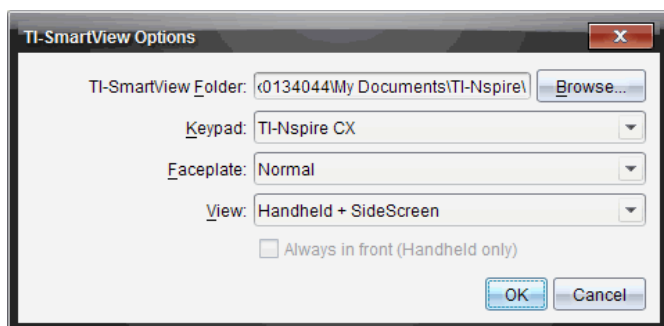 TI-SmartView Options
TI-SmartView Folder: x0134044\My Documents\TI-Nspire\ Browse...
Keypad: TI-Nspire CX
Faceplate: Normal
View: Handheld + SideScreen
Always in front (Handheld only)
OK Cancel